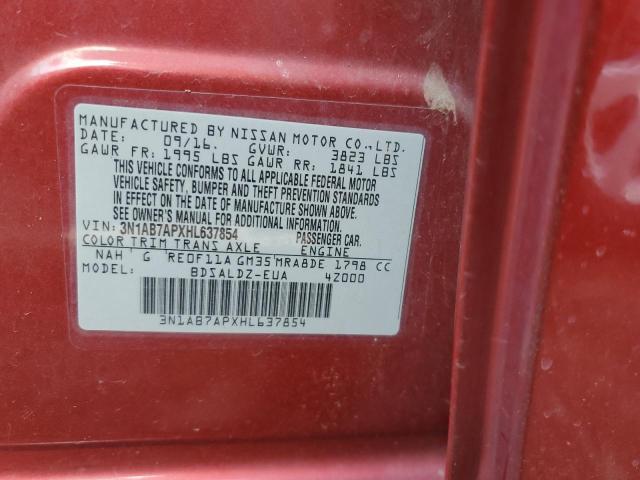 MANUFACTURED BY NISSAN MOTOR CO., LTD.
DATE: 09/16. GVWR: 3823 LBS
GAWR FR: 1995 LBS GAWR RR: 1841 LBS
THIS VEHICLE CONFORMS TO ALL APPLICABLE FEDERAL MOTOR
VEHICLE SAFETY, BUMPER AND THEFT PREVENTION STANDARDS
IN EFFECT ON THE DATE OF MANUFACTURE SHOWN ABOVE.
SEE OWNER'S MANUAL FOR ADDITIONAL INFORMATION.
VIN: 3N1AB7APXHL637854 PASSENGER CAR.
COLOR TRIM TRANS AXLE ENGINE
NAH G RE0F11A GM35 MRA8DE 1798 CC
MODEL: BDSALDZ-EUA 4Z000
3N1AB7APXHL637854